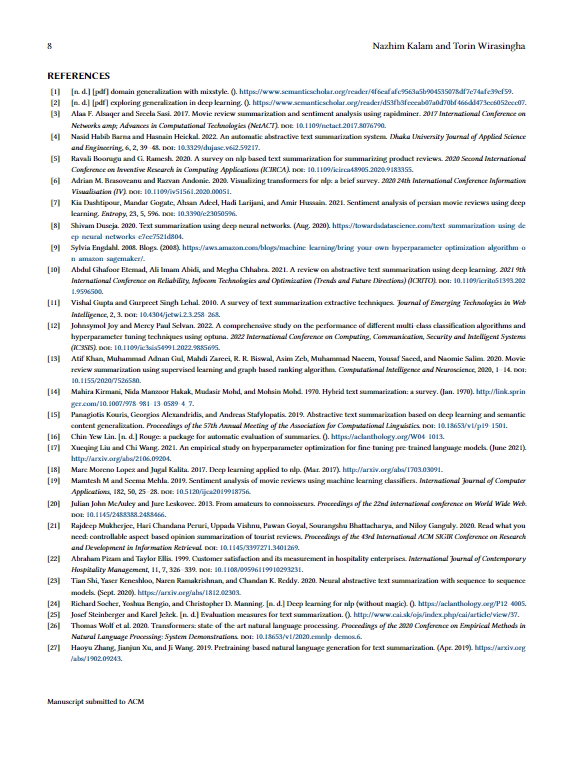 8
Nazhim Kalam and Torin Wirasingha
REFERENCES
[1] [n. d.] [pdf] domain generalization with mixstyle. (). https://www.semanticscholar.org/reader/4f6eafafc9563a5b904535078df7e74afe39ef59.
[2] [n. d.] [pdf] exploring generalization in deep learning. (). https://www.semanticscholar.org/reader/d53fb3feeeab07a0d70bf466dd473ee6052ecc07.
[3] Alaa F. Alsaqer and Sreela Sasi. 2017. Movie review summarization and sentiment analysis using rapidminer. 2017 International Conference on
Networks amp; Advances in Computational Technologies (NetACT). DOI: 10.1109/netact.2017.8076790.
[4] Nasid Habib Barna and Hasnain Heickal. 2022. An automatic abstractive text summarization system. Dhaka University Journal of Applied Science
and Engineering, 6, 2, 39–48. DOI: 10.3329/dujase.v6i2.59217.
[5] Ravali Boorugu and G. Ramesh. 2020. A survey on nlp based text summarization for summarizing product reviews. 2020 Second International
Conference on Inventive Research in Computing Applications (ICIRCA). DOI: 10.1109/icirca48905.2020.9183355.
[6] Adrian M. Brasoveanu and Razvan Andonie. 2020. Visualizing transformers for nlp: a brief survey. 2020 24th International Conference Information
Visualisation (IV). DOI: 10.1109/iv51561.2020.00051.
[7] Kia Dashtipour, Mandar Gogate, Ahsan Adeel, Hadi Larijani, and Amir Hussain. 2021. Sentiment analysis of persian movie reviews using deep
learning. Entropy, 23, 5, 596. DOI: 10.3390/e23050596.
[8] Shivam Duseja. 2020. Text summarization using deep neural networks. (Aug. 2020). https://towardsdatascience.com/text summarization using de
ep neural networks e7ee7521d804.
[9] Sylvia Engdahl. 2008. Blogs. (2008). https://aws.amazon.com/blogs/machine learning/bring your own hyperparameter optimization algorithm o
n amazon sagemaker/.
[10] Abdul Ghafoor Etemad, Ali Imam Abidi, and Megha Chhabra. 2021. A review on abstractive text summarization using deep learning. 2021 9th
International Conference on Reliability, Infocom Technologies and Optimization (Trends and Future Directions) (ICRITO). DOI: 10.1109/icrito51393.202
1.9596500.
[11] Vishal Gupta and Gurpreet Singh Lehal. 2010. A survey of text summarization extractive techniques. Journal of Emerging Technologies in Web
Intelligence, 2, 3. DOI: 10.4304/jetwi.2.3.258 268.
[12] Johnsymol Joy and Mercy Paul Selvan. 2022. A comprehensive study on the performance of different multi class classification algorithms and
hyperparameter tuning techniques using optuna. 2022 International Conference on Computing, Communication, Security and Intelligent Systems
(IC3SIS). DOI: 10.1109/ic3sis54991.2022.9885695.
[13] Atif Khan, Muhammad Adnan Gul, Mahdi Zareei, R. R. Biswal, Asim Zeb, Muhammad Naeem, Yousaf Saeed, and Naomie Salim. 2020. Movie
review summarization using supervised learning and graph based ranking algorithm. Computational Intelligence and Neuroscience, 2020, 1–14. DOI:
10.1155/2020/7526580.
[14] Mahira Kirmani, Nida Manzoor Hakak, Mudasir Mohd, and Mohsin Mohd. 1970. Hybrid text summarization: a survey. (Jan. 1970). http://link.sprin
ger.com/10.1007/978 981 13 0589 4_7.
[15] Panagiotis Kouris, Georgios Alexandridis, and Andreas Stafylopatis. 2019. Abstractive text summarization based on deep learning and semantic
content generalization. Proceedings of the 57th Annual Meeting of the Association for Computational Linguistics. DOI: 10.18653/v1/p19 1501.
[16] Chin Yew Lin. [n. d.] Rouge: a package for automatic evaluation of summaries. (). https://aclanthology.org/W04 1013.
[17] Xueqing Liu and Chi Wang. 2021. An empirical study on hyperparameter optimization for fine tuning pre trained language models. (June 2021).
http://arxiv.org/abs/2106.09204.
[18] Marc Moreno Lopez and Jugal Kalita. 2017. Deep learning applied to nlp. (Mar. 2017). http://arxiv.org/abs/1703.03091.
[19] Mamtesh M and Seema Mehla. 2019. Sentiment analysis of movie reviews using machine learning classifiers. International Journal of Computer
Applications, 182, 50, 25–28. DOI: 10.5120/ijca2019918756.
[20] Julian John McAuley and Jure Leskovec. 2013. From amateurs to connoisseurs. Proceedings of the 22nd international conference on World Wide Web.
DOI: 10.1145/2488388.2488466.
[21] Rajdeep Mukherjee, Hari Chandana Peruri, Uppada Vishnu, Pawan Goyal, Sourangshu Bhattacharya, and Niloy Ganguly. 2020. Read what you
need: controllable aspect based opinion summarization of tourist reviews. Proceedings of the 43rd International ACM SIGIR Conference on Research
and Development in Information Retrieval. DOI: 10.1145/3397271.3401269.
[22] Abraham Pizam and Taylor Ellis. 1999. Customer satisfaction and its measurement in hospitality enterprises. International Journal of Contemporary
Hospitality Management, 11, 7, 326–339. DOI: 10.1108/09596119910293231.
[23] Tian Shi, Yaser Keneshloo, Naren Ramakrishnan, and Chandan K. Reddy. 2020. Neural abstractive text summarization with sequence to sequence
models. (Sept. 2020). https://arxiv.org/abs/1812.02303.
[24] Richard Socher, Yoshua Bengio, and Christopher D. Manning. [n. d.] Deep learning for nlp (without magic). (). https://aclanthology.org/P12 4005.
[25] Josef Steinberger and Karel Ježek. [n. d.] Evaluation measures for text summarization. (). http://www.cai.sk/ojs/index.php/cai/article/view/37.
[26] Thomas Wolf et al. 2020. Transformers: state of the art natural language processing. Proceedings of the 2020 Conference on Empirical Methods in
Natural Language Processing: System Demonstrations. DOI: 10.18653/v1/2020.emnlp demos.6.
[27] Haoyu Zhang, Jianjun Xu, and Ji Wang. 2019. Pretraining based natural language generation for text summarization. (Apr. 2019). https://arxiv.org
/abs/1902.09243.
Manuscript submitted to ACM